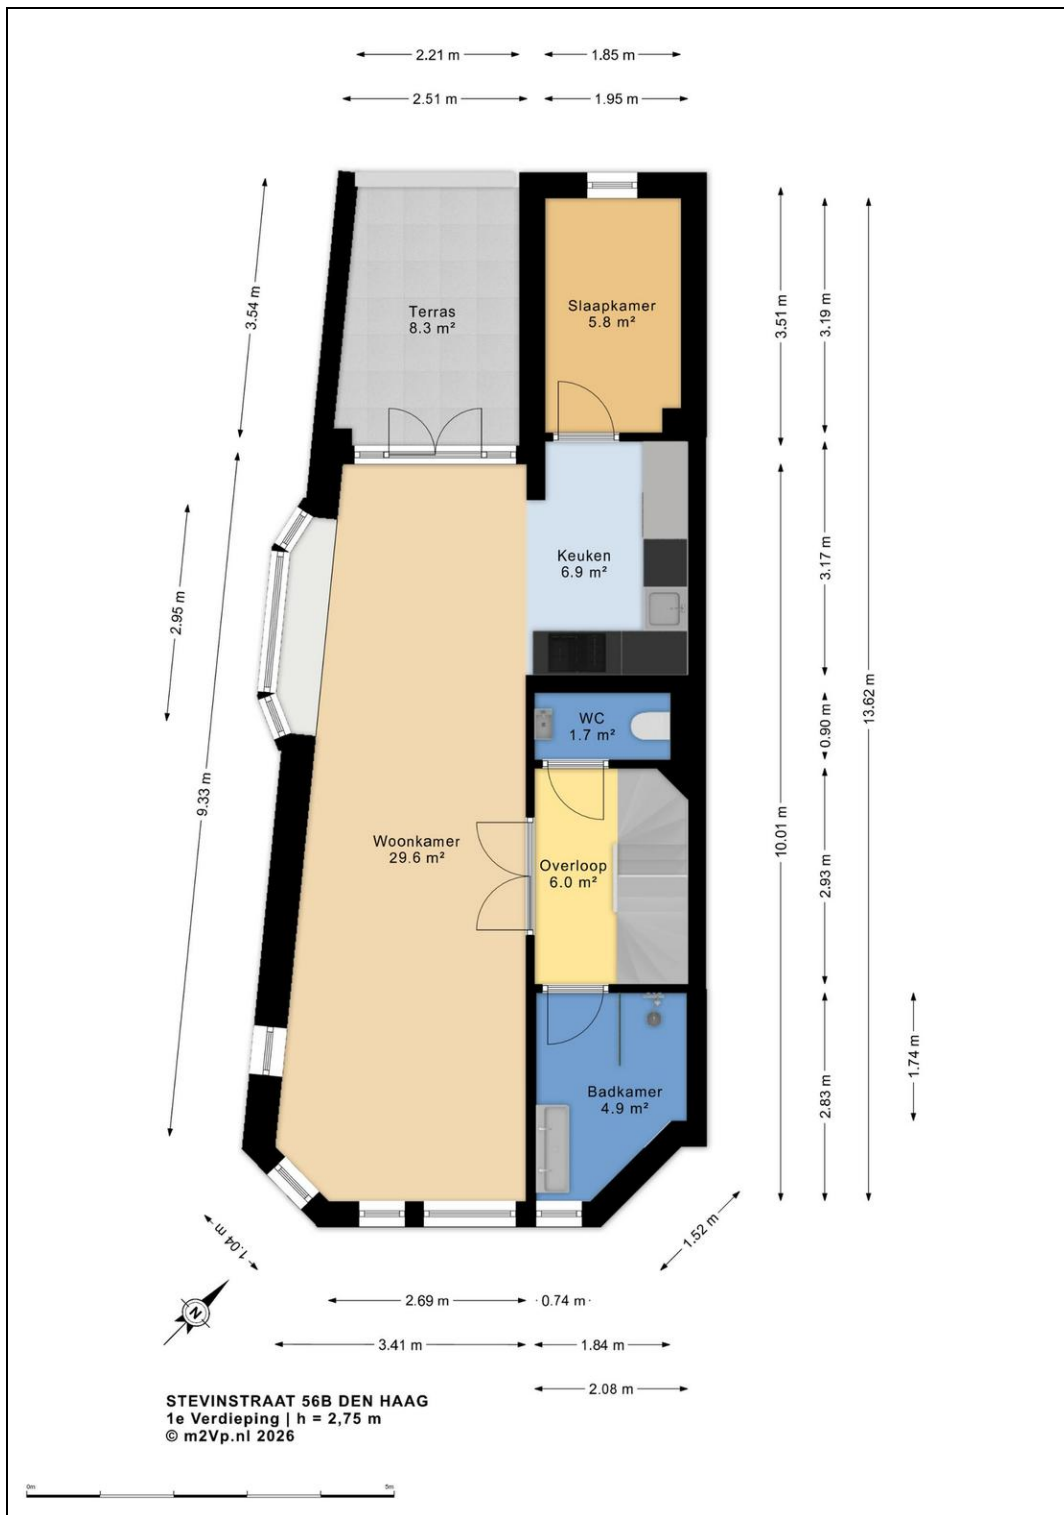 2.21 m
1.85 m
2.51 m
1.95 m
3.54 m
Terras
8.3 m²
Slaapkamer
5.8 m²
3.51 m
3.19 m
Keuken
6.9 m²
3.17 m
2.95 m
9.33 m
13.62 m
WC
1.7 m²
0.90 m
Woonkamer
29.6 m²
Overloop
6.0 m²
10.01 m
2.93 m
Badkamer
4.9 m²
2.83 m
1.74 m
1.04 m
1.52 m
N
2.69 m
0.74 m
3.41 m
1.84 m
2.08 m
STEVINSTRAAT 56B DEN HAAG
1e Verdieping | h = 2,75 m
© m2Vp.nl 2026
0m
5m